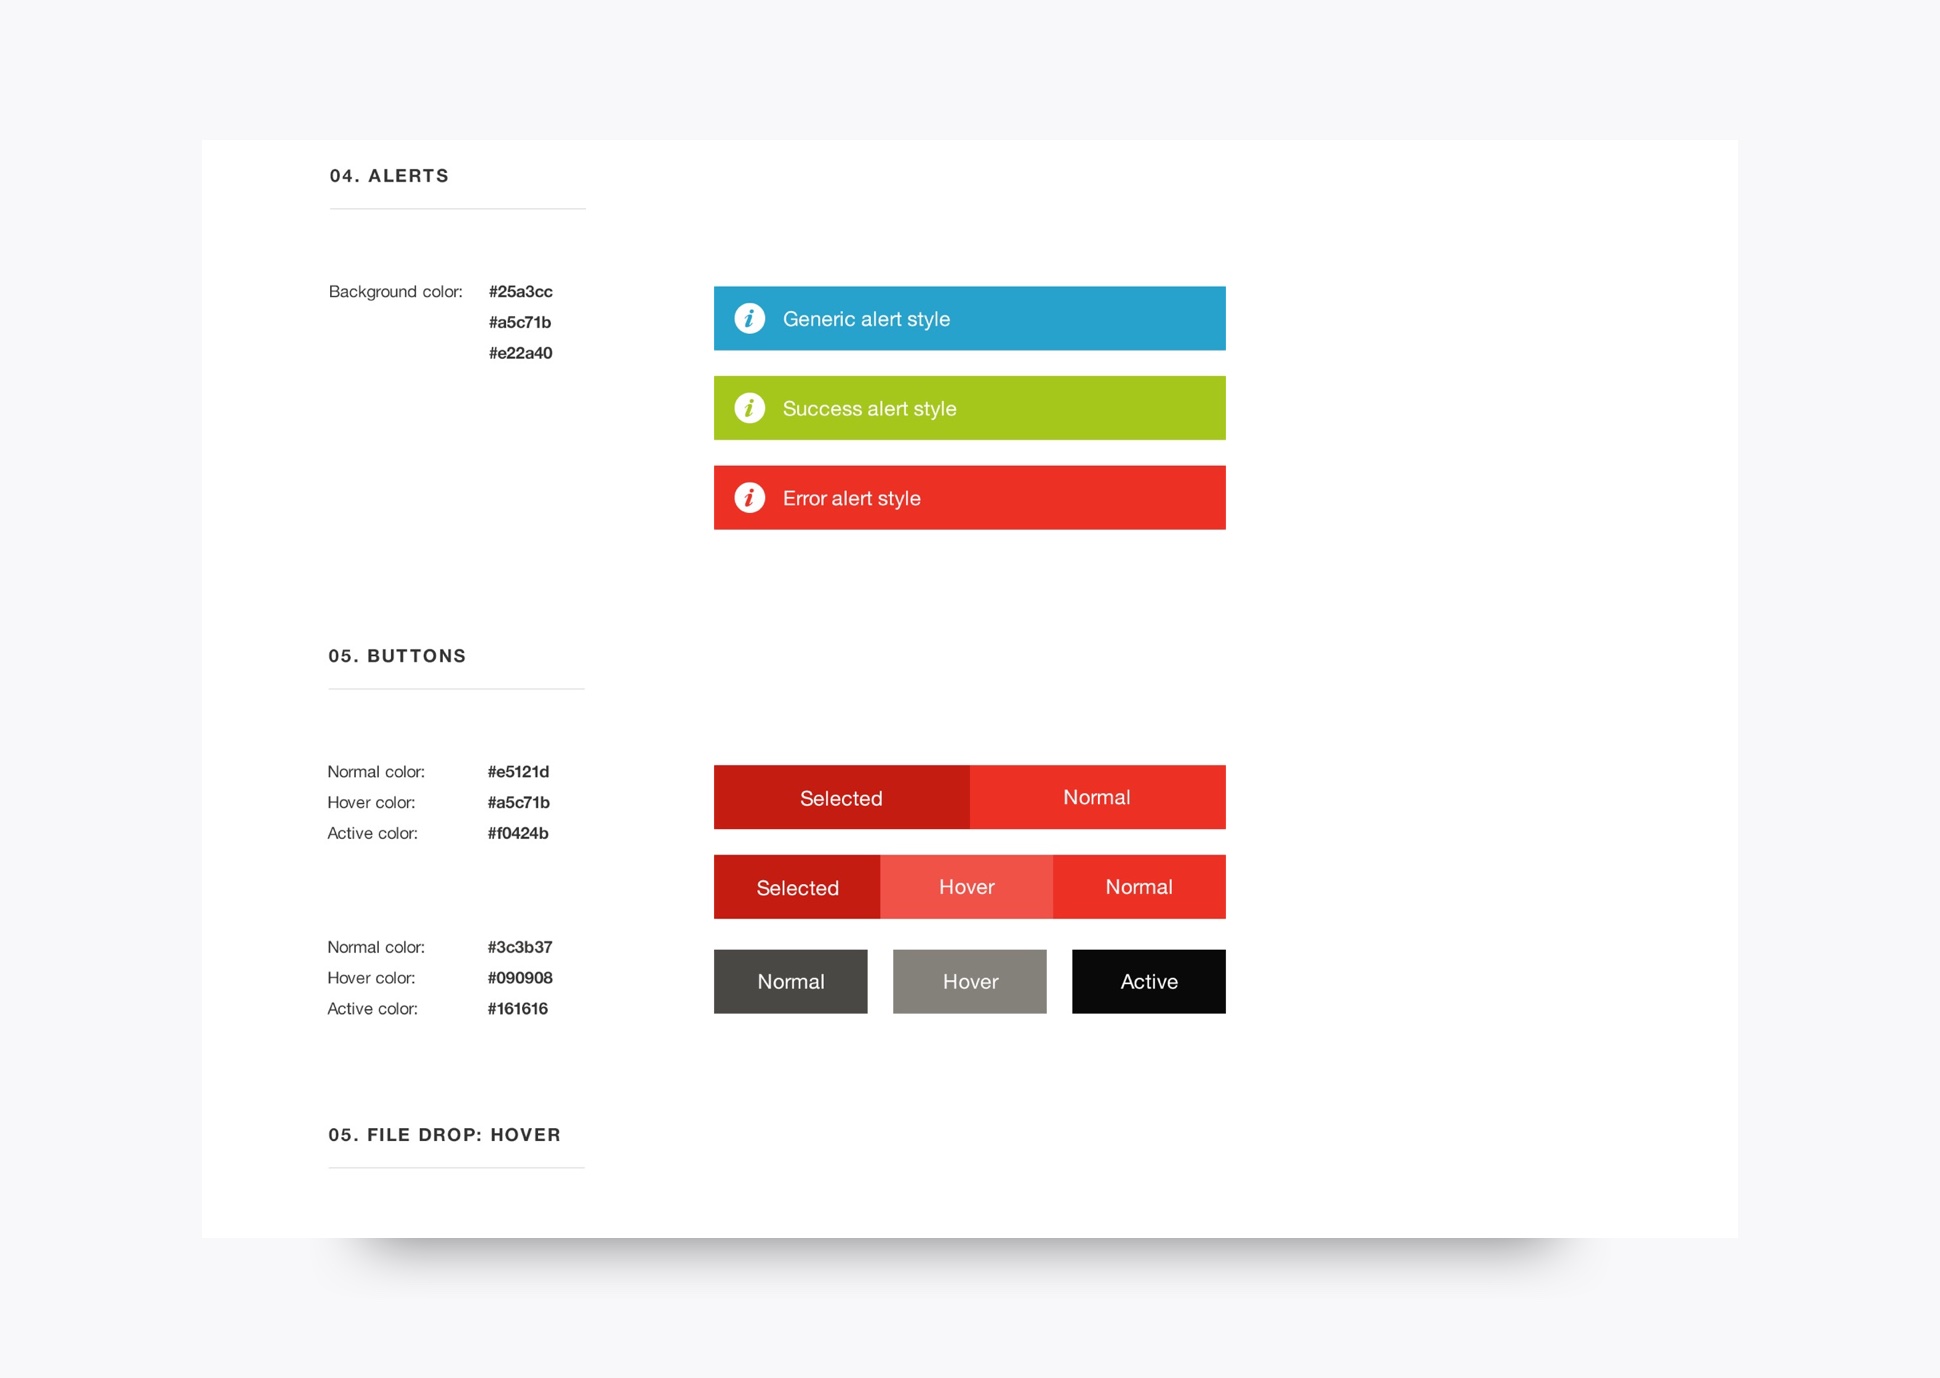 04. ALERTS
Background color: #25a3cc
#a5c71b
#e22a40
i Generic alert style
i Success alert style
i Error alert style
05. BUTTONS
Normal color: #e5121d
Hover color: #a5c71b
Active color: #f0424b
Selected Normal
Selected Hover Normal
Normal color: #3c3b37
Hover color: #090908
Active color: #161616
Normal Hover Active
05. FILE DROP: HOVER